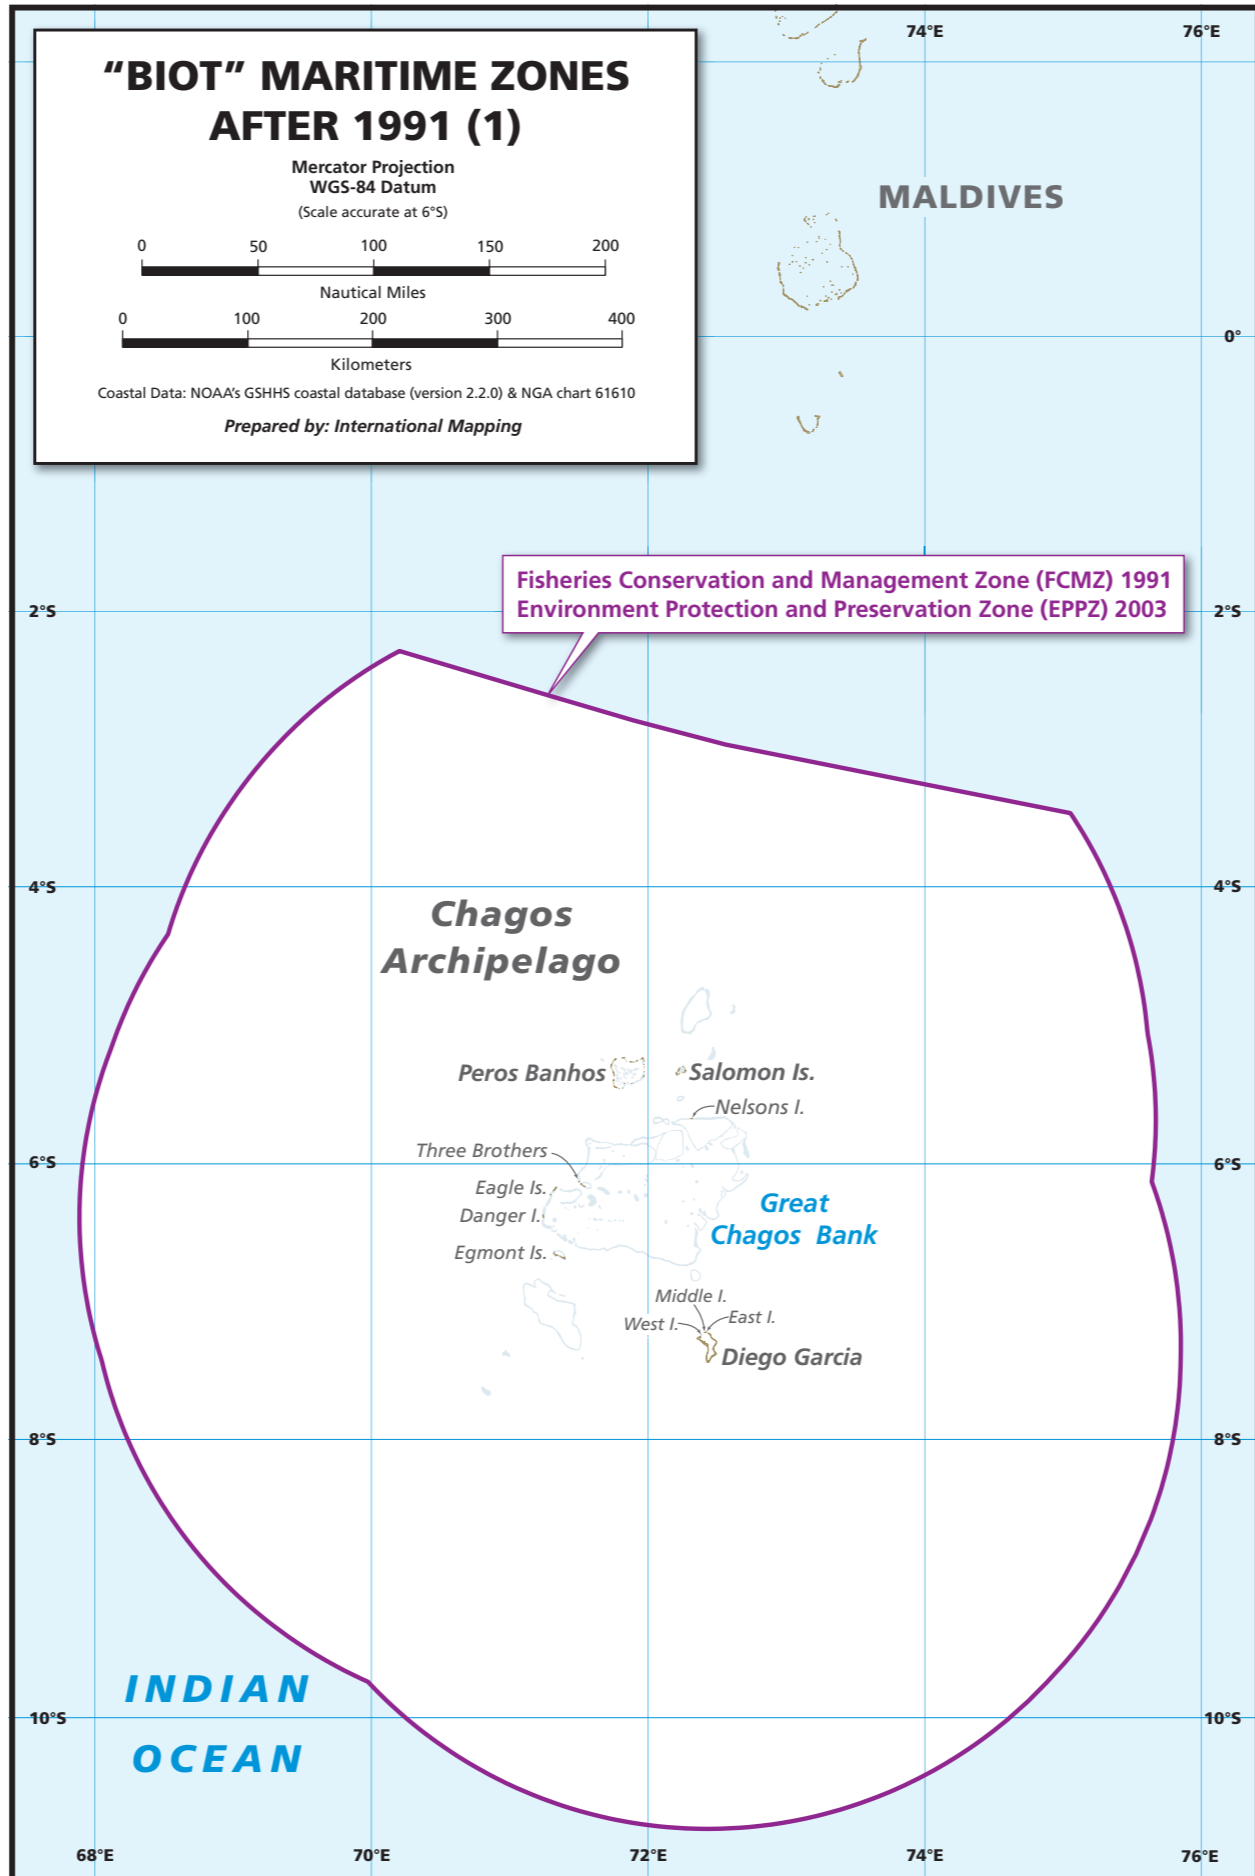 74°E
76°E
“BIOT” MARITIME ZONES
AFTER 1991 (1)
Mercator Projection
WGS-84 Datum
(Scale accurate at 6°S)
0 50 100 150 200
Nautical Miles
0 100 200 300 400
Kilometers
Coastal Data: NOAA's GSHHS coastal database (version 2.2.0) & NGA chart 61610
Prepared by: International Mapping
MALDIVES
0°
Fisheries Conservation and Management Zone (FCMZ) 1991
Environment Protection and Preservation Zone (EPPZ) 2003
2°S
2°S
4°S
4°S
Chagos
Archipelago
Peros Banhos
Salomon Is.
Nelsons I.
Three Brothers
6°S
6°S
Eagle Is.
Danger I.
Egmont Is.
Great
Chagos Bank
Middle I.
West I.
East I.
Diego Garcia
8°S
8°S
INDIAN
OCEAN
10°S
10°S
68°E
70°E
72°E
74°E
76°E